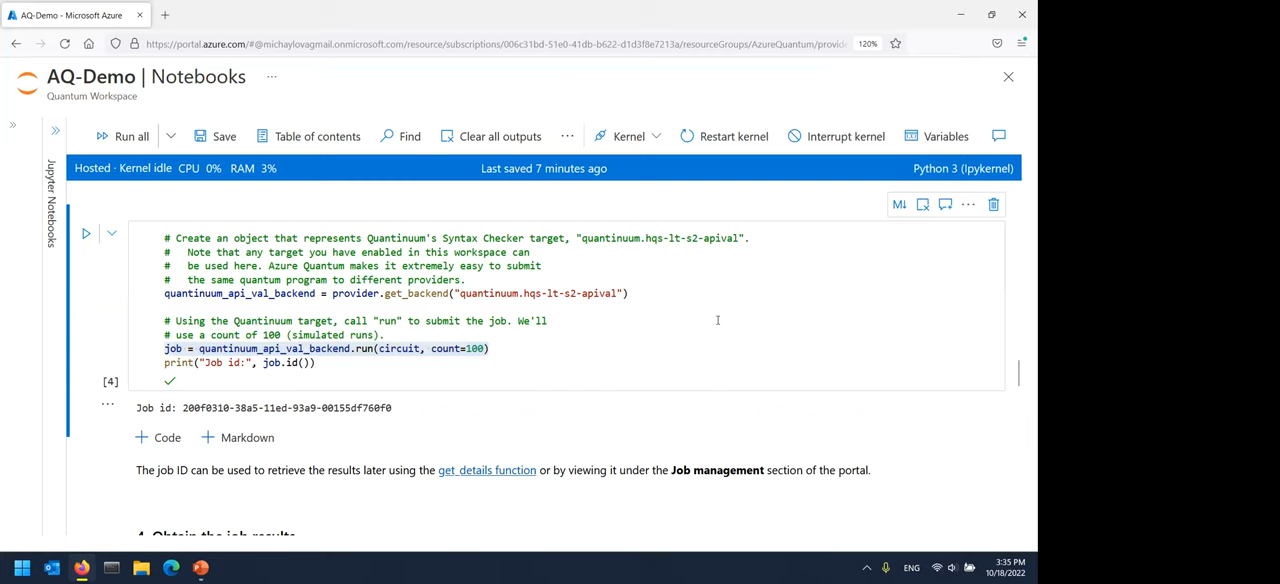 AQ-Demo - Microsoft Azure
https://portal.azure.com/#@michaylovagmail.onmicrosoft.com/resource/subscriptions/006c31bd-51e0-41db-b622-d1d3f8e7213a/resourceGroups/AzureQuantum/provid
120%
AQ-Demo | Notebooks ...
Quantum Workspace
Run all
Save
Table of contents
Find
Clear all outputs
Kernel
Restart kernel
Interrupt kernel
Variables
Jupyter Notebooks
Hosted · Kernel idle CPU 0% RAM 3%
Last saved 7 minutes ago
Python 3 (Ipykernel)
M↓
# Create an object that represents Quantinuum's Syntax Checker target, "quantinuum.hqs-lt-s2-apival".
# Note that any target you have enabled in this workspace can
# be used here. Azure Quantum makes it extremely easy to submit
# the same quantum program to different providers.
quantinuum_api_val_backend = provider.get_backend("quantinuum.hqs-lt-s2-apival")
# Using the Quantinuum target, call "run" to submit the job. We'll
# use a count of 100 (simulated runs).
job = quantinuum_api_val_backend.run(circuit, count=100)
print("Job id:", job.id())
[4]
Job id: 200f0310-38a5-11ed-93a9-00155df760f0
+ Code + Markdown
The job ID can be used to retrieve the results later using the get_details function or by viewing it under the Job management section of the portal.
4. Obtain the job results
ENG
3:35 PM
10/18/2022